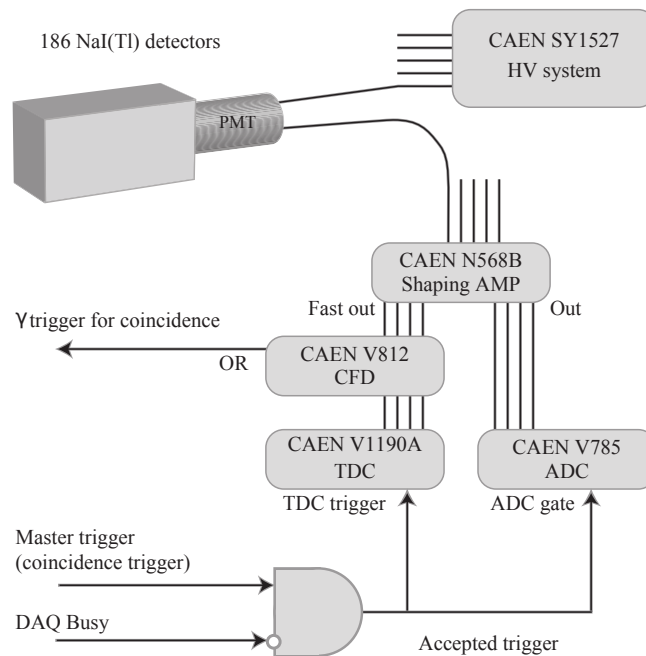 186 NaI(Tl) detectors
CAEN SY1527
HV system
PMT
CAEN N568B
Shaping AMP
Fast out
Out
γ trigger for coincidence
OR
CAEN V812
CFD
CAEN V1190A
TDC
CAEN V785
ADC
TDC trigger
ADC gate
Master trigger
(coincidence trigger)
DAQ Busy
Accepted trigger